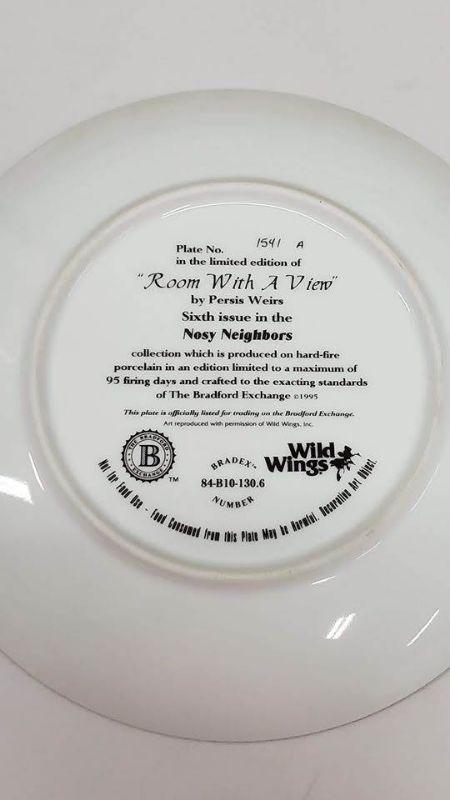 Plate No. 1541 A
in the limited edition of
"Room With A View"
by Persis Weirs
Sixth issue in the
Nosy Neighbors
collection which is produced on hard-fire
porcelain in an edition limited to a maximum of
95 firing days and crafted to the exacting standards
of The Bradford Exchange ©1995
This plate is officially listed for trading on the Bradford Exchange.
Art reproduced with permission of Wild Wings, Inc.
THE BRADFORD
B
EXCHANGE
TM
BRADEX™
84-B10-130.6
NUMBER
Wild
Wings
Not For Food Use - Food Consumed from this Plate May be Harmful. Decorative Art Object.